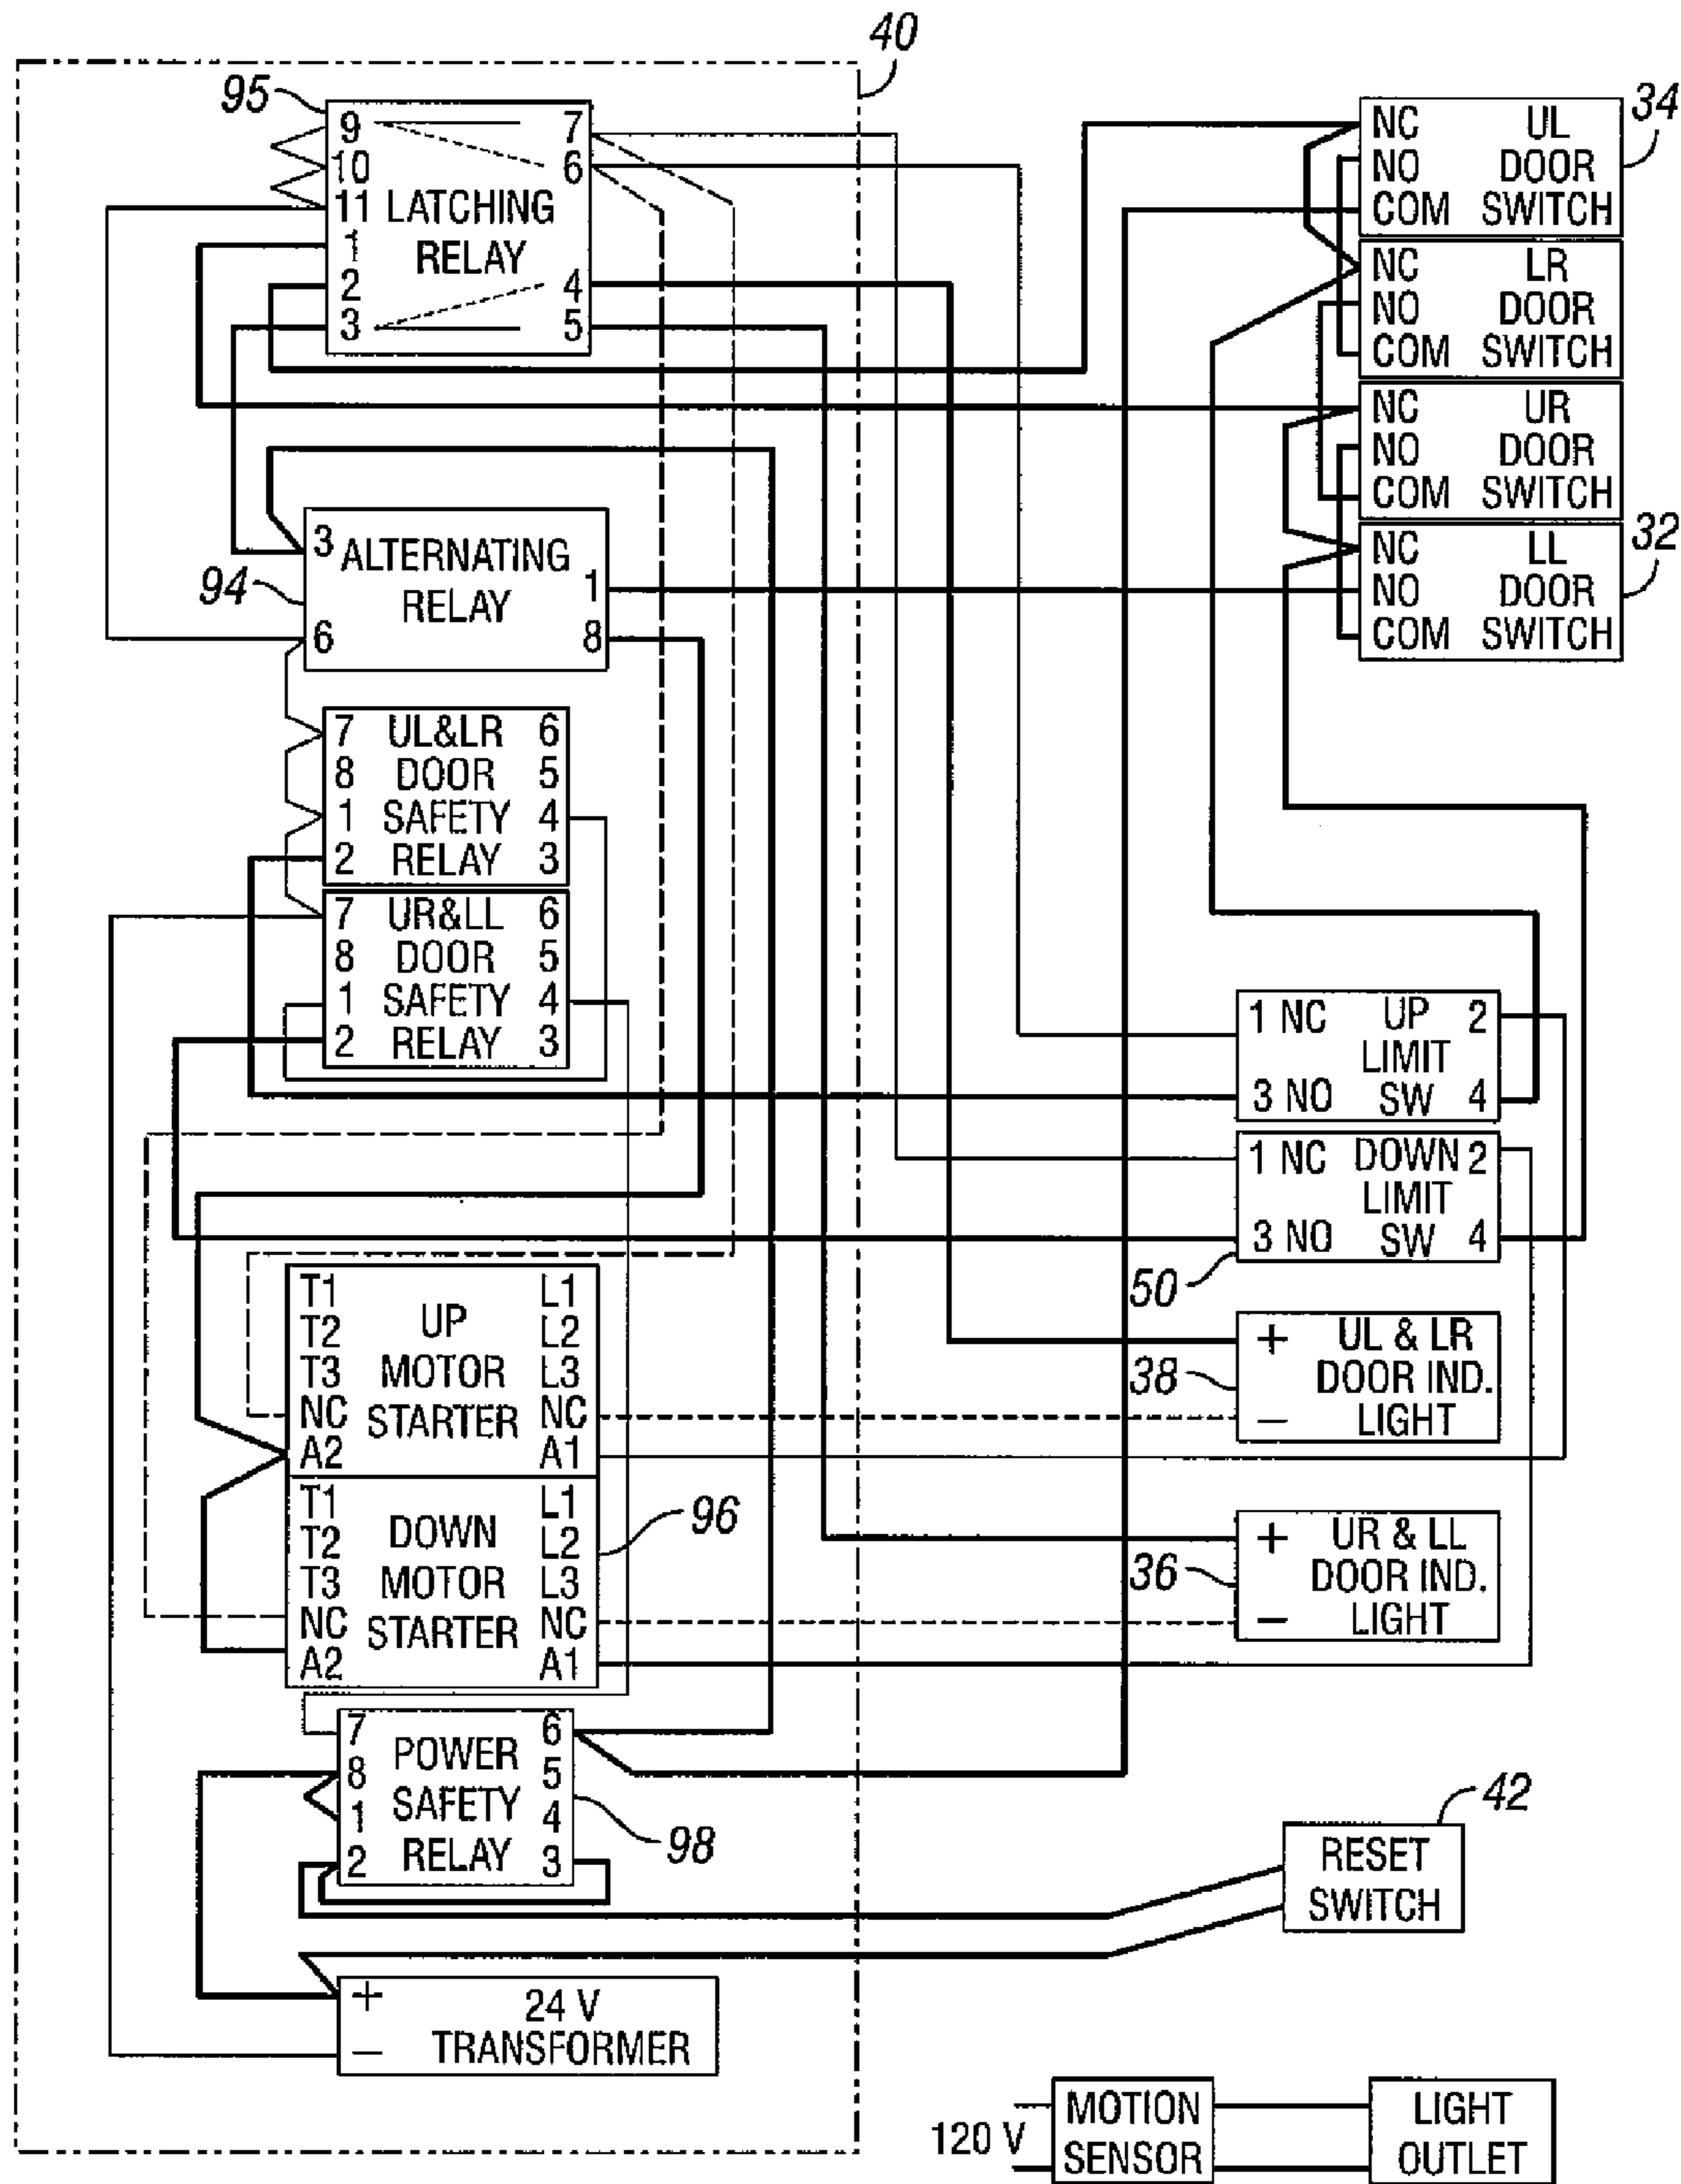 40
95
9 7
10 6
11 LATCHING
1 RELAY
2 4
3 5
34
NC UL
NO DOOR
COM SWITCH
NC LR
NO DOOR
COM SWITCH
NC UR
NO DOOR
COM SWITCH
32
NC LL
NO DOOR
COM SWITCH
94
3 ALTERNATING
RELAY 1
6 8
7 UL&LR 6
8 DOOR 5
1 SAFETY 4
2 RELAY 3
7 UR&LL 6
8 DOOR 5
1 SAFETY 4
2 RELAY 3
1 NC UP 2
LIMIT
3 NO SW 4
1 NC DOWN 2
LIMIT
3 NO SW 4
50
T1 L1
T2 UP L2
T3 MOTOR L3
NC STARTER NC
A2 A1
38
+ UL & LR
DOOR IND.
− LIGHT
T1 L1
T2 DOWN L2
T3 MOTOR L3
NC STARTER NC
A2 A1
96
36
+ UR & LL
DOOR IND.
− LIGHT
7 POWER 6
8 5
1 SAFETY 4
2 RELAY 3
98
42
RESET
SWITCH
+ 24 V
− TRANSFORMER
120 V
MOTION
SENSOR
LIGHT
OUTLET